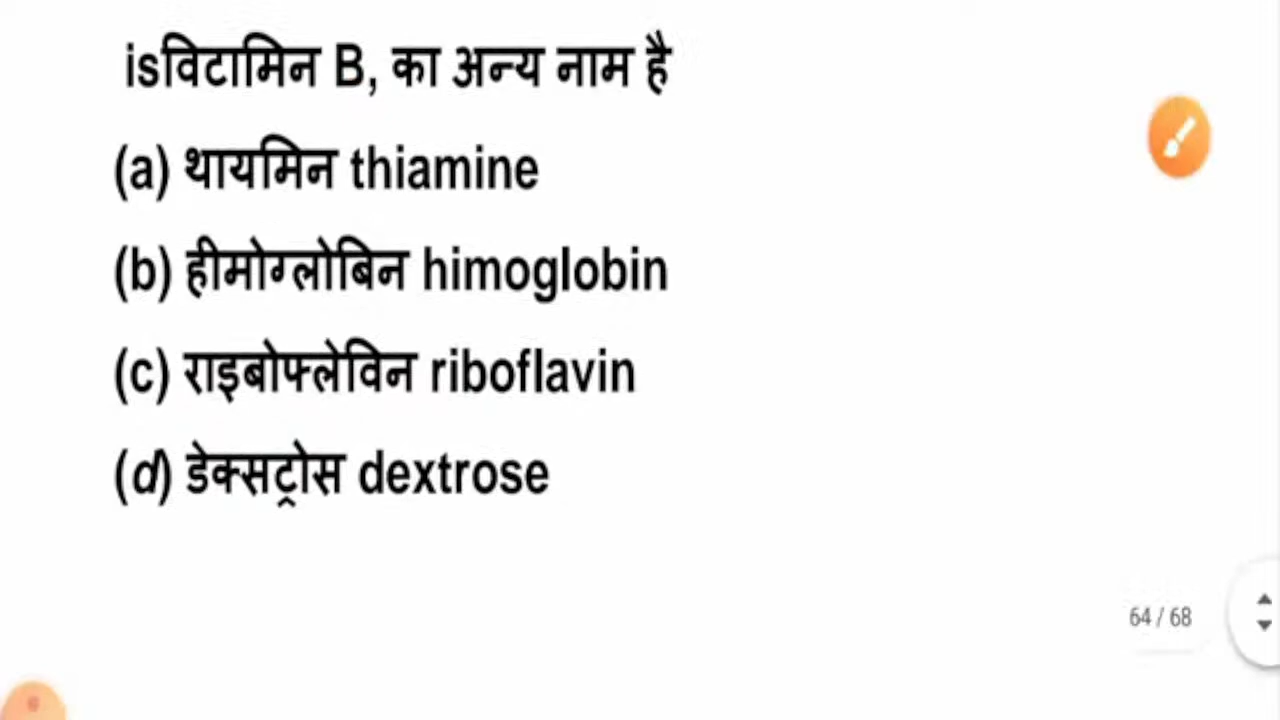 isविटामिन B, का अन्य नाम है
(a) थायमिन thiamine
(b) हीमोग्लोबिन himoglobin
(c) राइबोफ्लेविन riboflavin
(d) डेक्सट्रोस dextrose
64 / 68